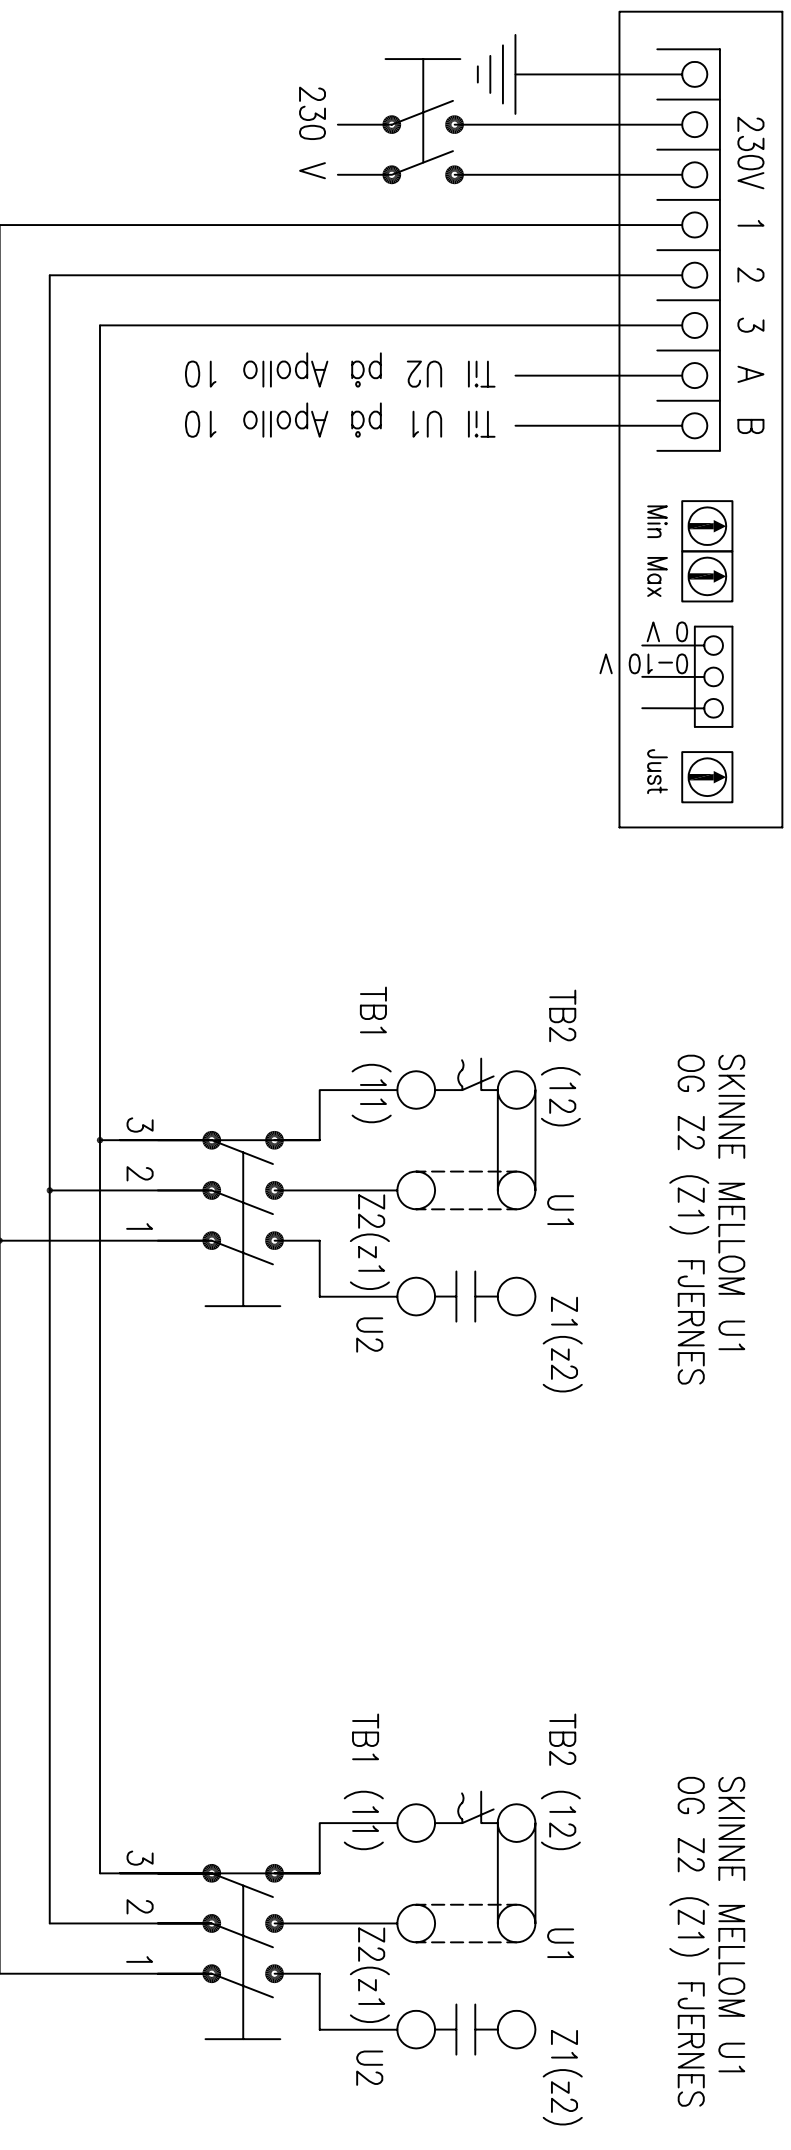 230V 1 2 3 A B
230 V
Til U2 på Apollo 10
Til U1 på Apollo 10
Min Max
0 V
0-10 V
Just
SKINNE MELLOM U1
OG Z2 (Z1) FJERNES
TB2 (12) U1 Z1(z2)
TB1 (11) Z2(z1) U2
3 2 1
SKINNE MELLOM U1
OG Z2 (Z1) FJERNES
TB2 (12) U1 Z1(z2)
TB1 (11) Z2(z1) U2
3 2 1